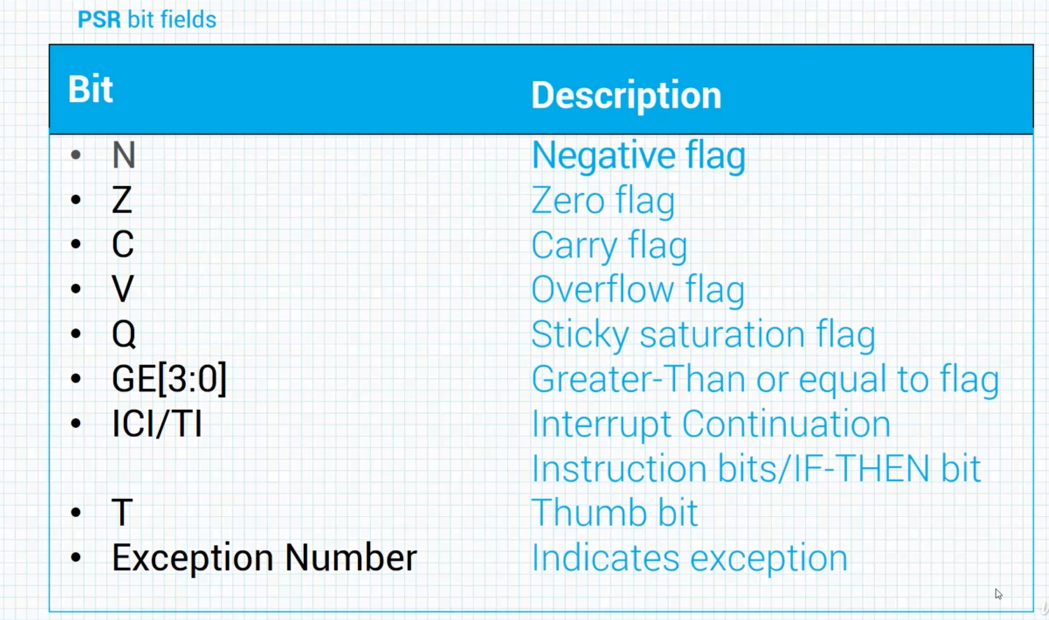 PSR bit fields
Bit Description
• N Negative flag
• Z Zero flag
• C Carry flag
• V Overflow flag
• Q Sticky saturation flag
• GE[3:0] Greater-Than or equal to flag
• ICI/TI Interrupt Continuation
Instruction bits/IF-THEN bit
• T Thumb bit
• Exception Number Indicates exception